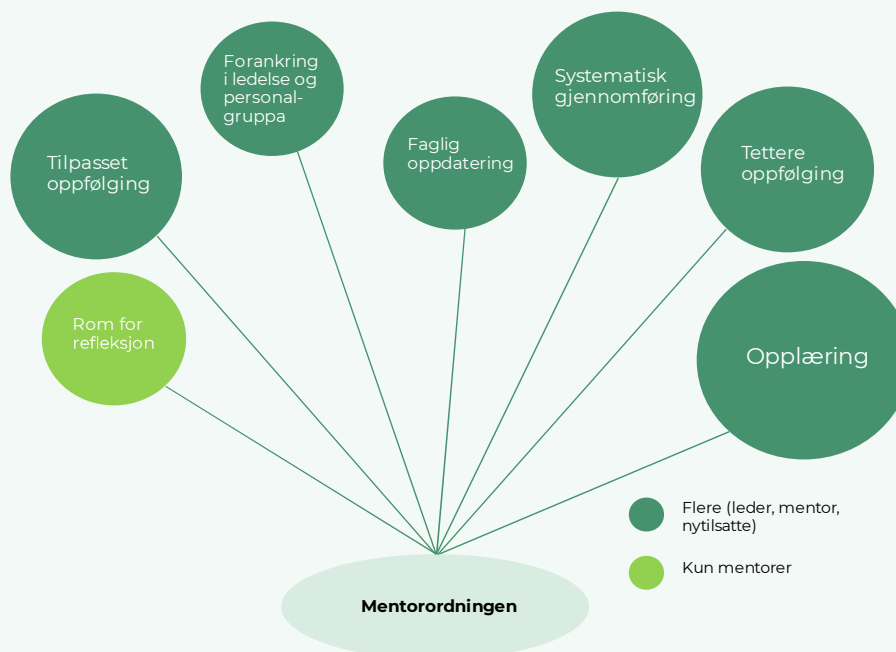 Forankring
i ledelse og
personal-
gruppa
Systematisk
gjennomføring
Tilpasset
oppfølging
Faglig
oppdatering
Tettere
oppfølging
Rom for
refleksjon
Opplæring
Flere (leder, mentor,
nytilsatte)
Kun mentorer
Mentorordningen